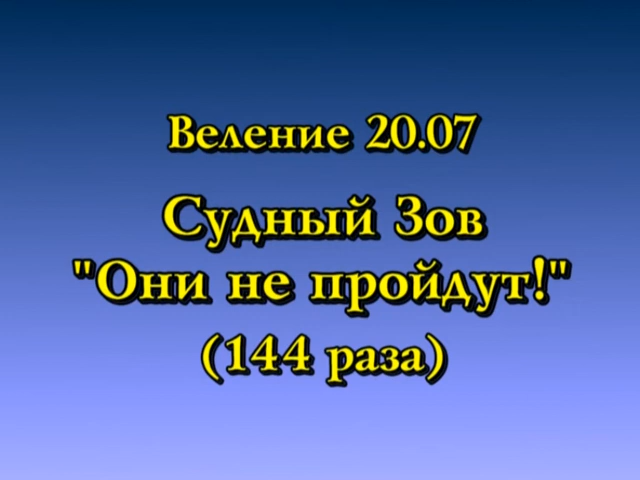 Веление 20.07
Судный Зов
"Они не пройдут!"
(144 раза)